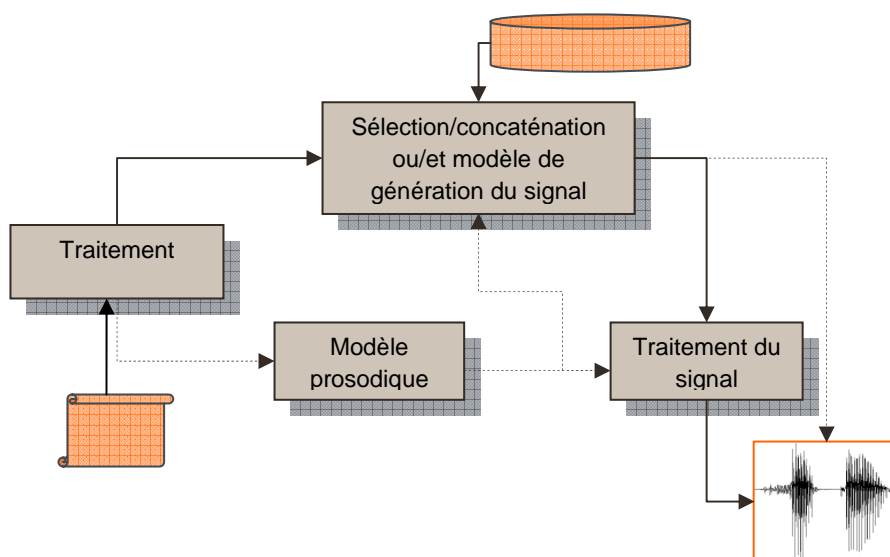 Sélection/concaténation
ou/et modèle de
génération du signal
Traitement
Modèle
prosodique
Traitement du
signal